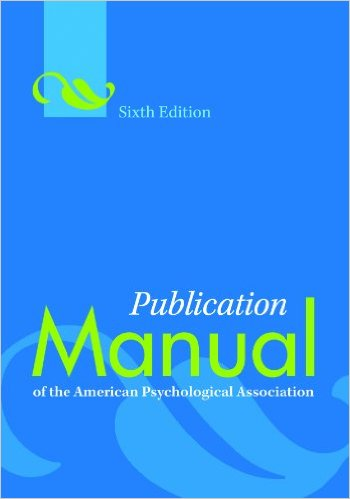 Sixth Edition
Publication
Manual
of the American Psychological Association